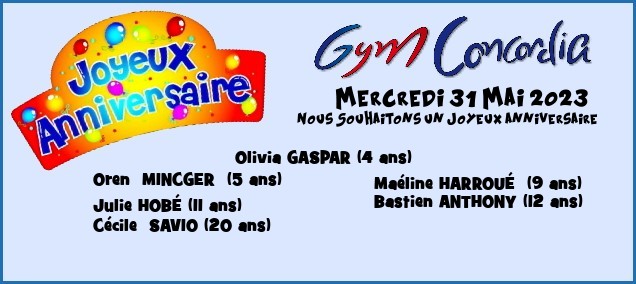 Joyeux
Anniversaire
Gym Concordia
Mercredi 31 Mai 2023
Nous souhaitons un joyeux anniversaire
Olivia GASPAR (4 ans)
Oren MINCGER (5 ans)
Maéline HARROUÉ (9 ans)
Julie HOBÉ (11 ans)
Bastien ANTHONY (12 ans)
Cécile SAVIO (20 ans)